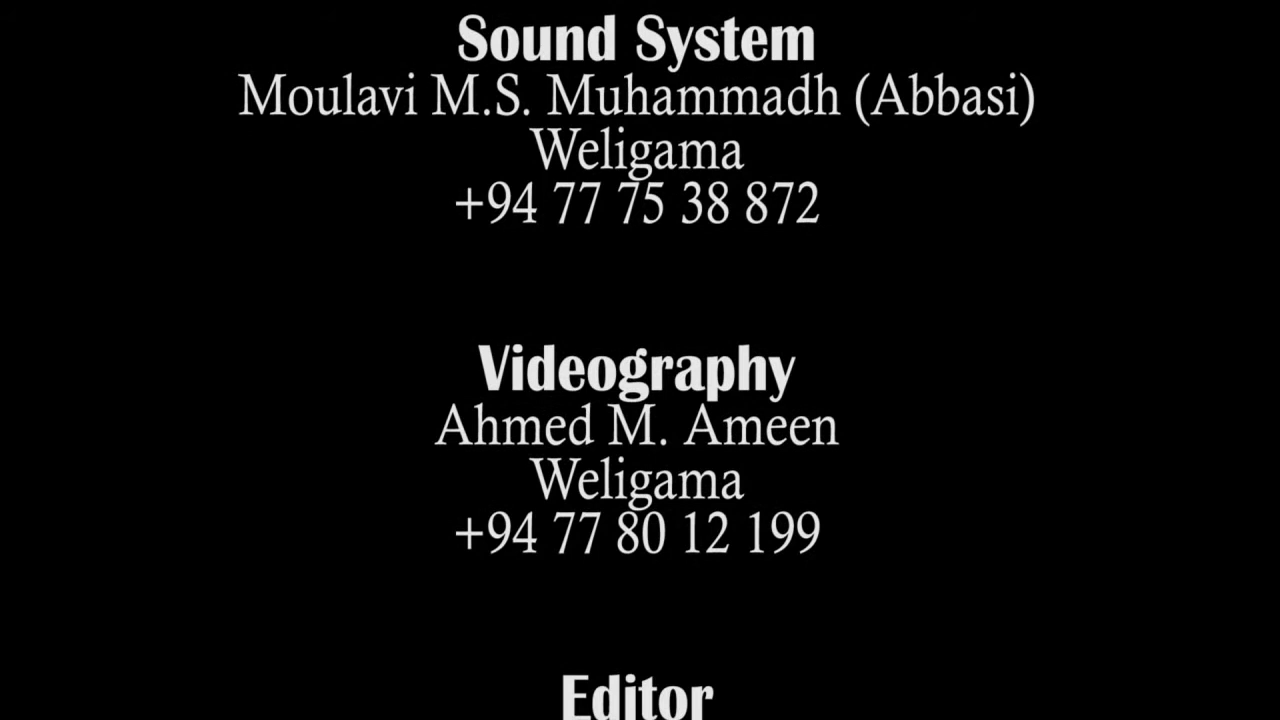 Sound System
Moulavi M.S. Muhammadh (Abbasi)
Weligama
+94 77 75 38 872
Videography
Ahmed M. Ameen
Weligama
+94 77 80 12 199
Editor